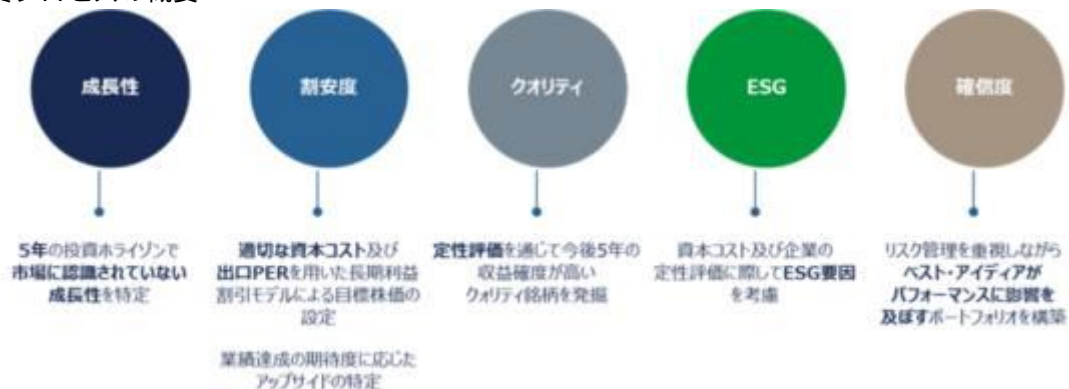 成長性
割安度
クオリティ
ESG
確信度
5年の投資ホライゾンで
市場に認識されていない
成長性を特定
適切な資本コスト及び
出口PERを用いた長期利益
割引モデルによる目標株価の
設定
業績達成の期待度に応じた
アップサイドの特定
定性評価を通じて今後5年の
収益確度が高い
クオリティ銘柄を発掘
資本コスト及び企業の
定性評価に際してESG要因
を考慮
リスク管理を重視しながら
ベスト・アイディアが
パフォーマンスに影響を
及ぼすポートフォリオを構築